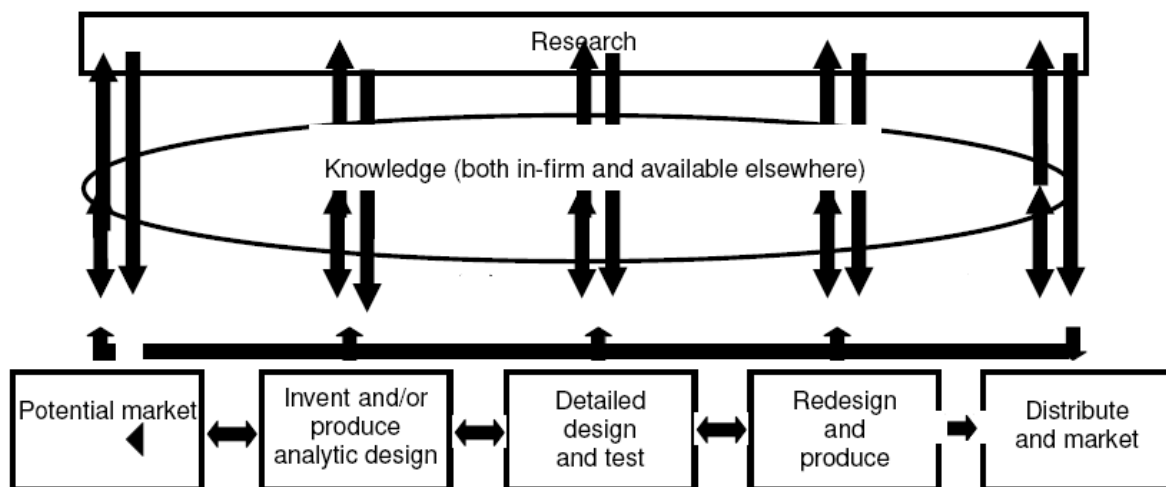 Research
Knowledge (both in-firm and available elsewhere)
Potential market
Invent and/or
produce
analytic design
Detailed
design
and test
Redesign
and
produce
Distribute
and market